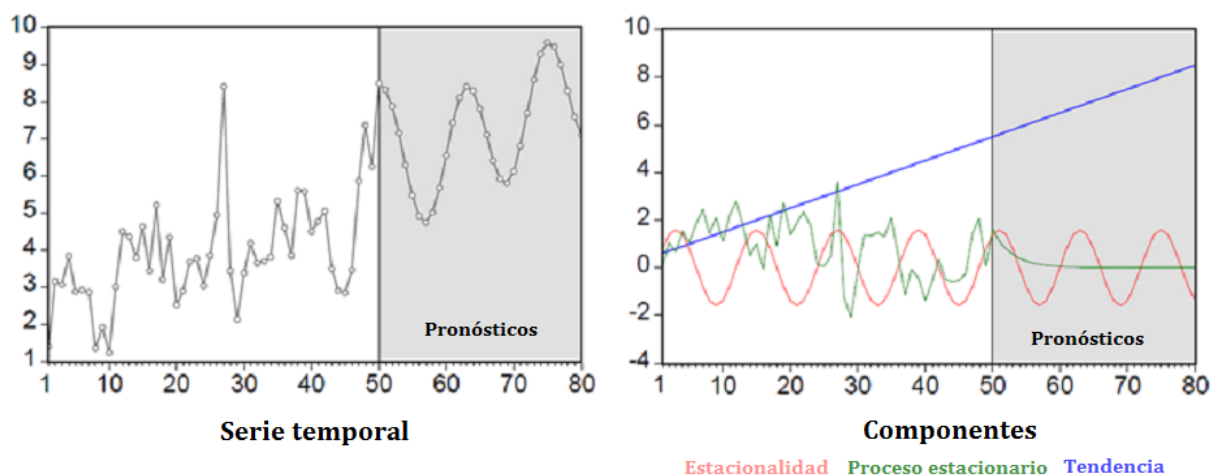 10
9
8
7
6
5
4
3
2
1
Pronósticos
1 10 20 30 40 50 60 70 80
Serie temporal
10
8
6
4
2
0
-2
-4
Pronósticos
1 10 20 30 40 50 60 70 80
Componentes
Estacionalidad Proceso estacionario Tendencia